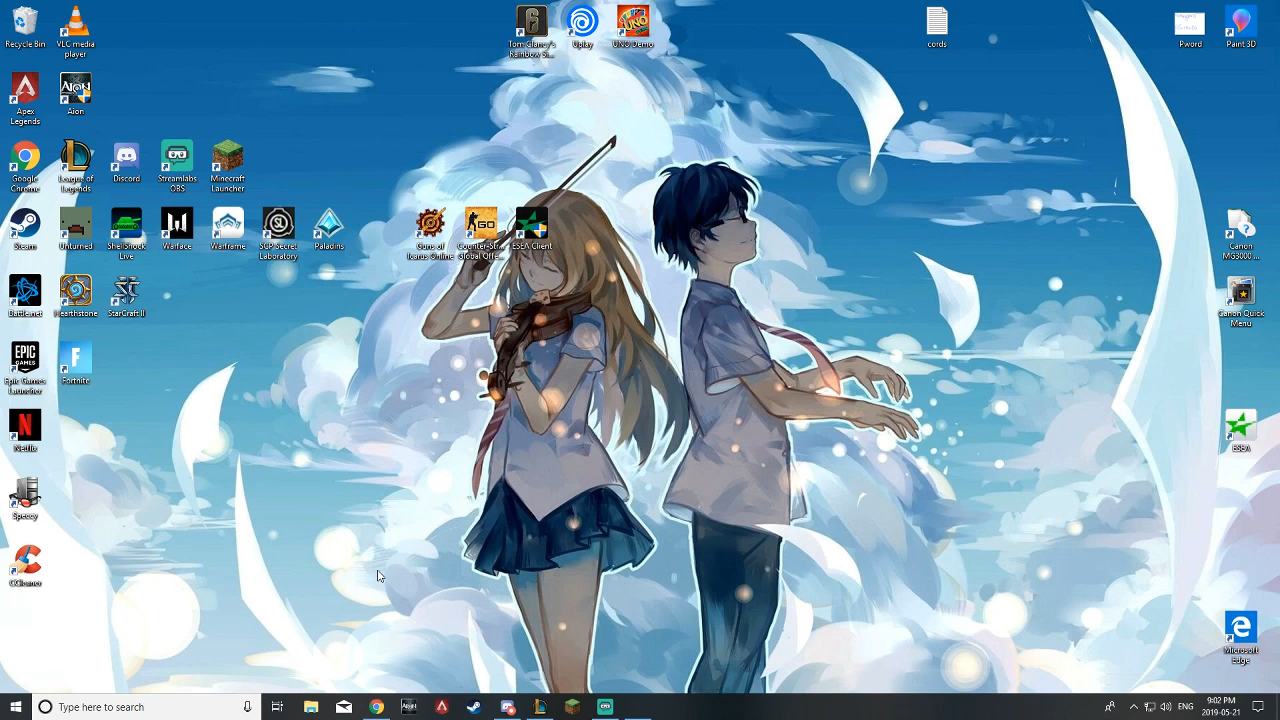 Recycle Bin
VLC media
player
Tom Clancy's
Rainbow Si...
Uplay
UNO Demo
cords
Pword
Paint 3D
Apex
Legends
Aion
Google
Chrome
League of
Legends
Discord
Streamlabs
OBS
Minecraft
Launcher
Steam
Unturned
ShellShock
Live
Warface
Warframe
SCP Secret
Laboratory
Paladins
Guns of
Icarus Online
Counter-Str...
Global Offe...
ESEA Client
Canon
MG3000 ...
Battle.net
Hearthstone
StarCraft II
Canon Quick
Menu
EPIC
GAMES
Epic Games
Launcher
Fortnite
Netflix
ESEA
Speccy
CCleaner
Microsoft
Edge
Type here to search
ENG
9:02 PM
2019-05-21